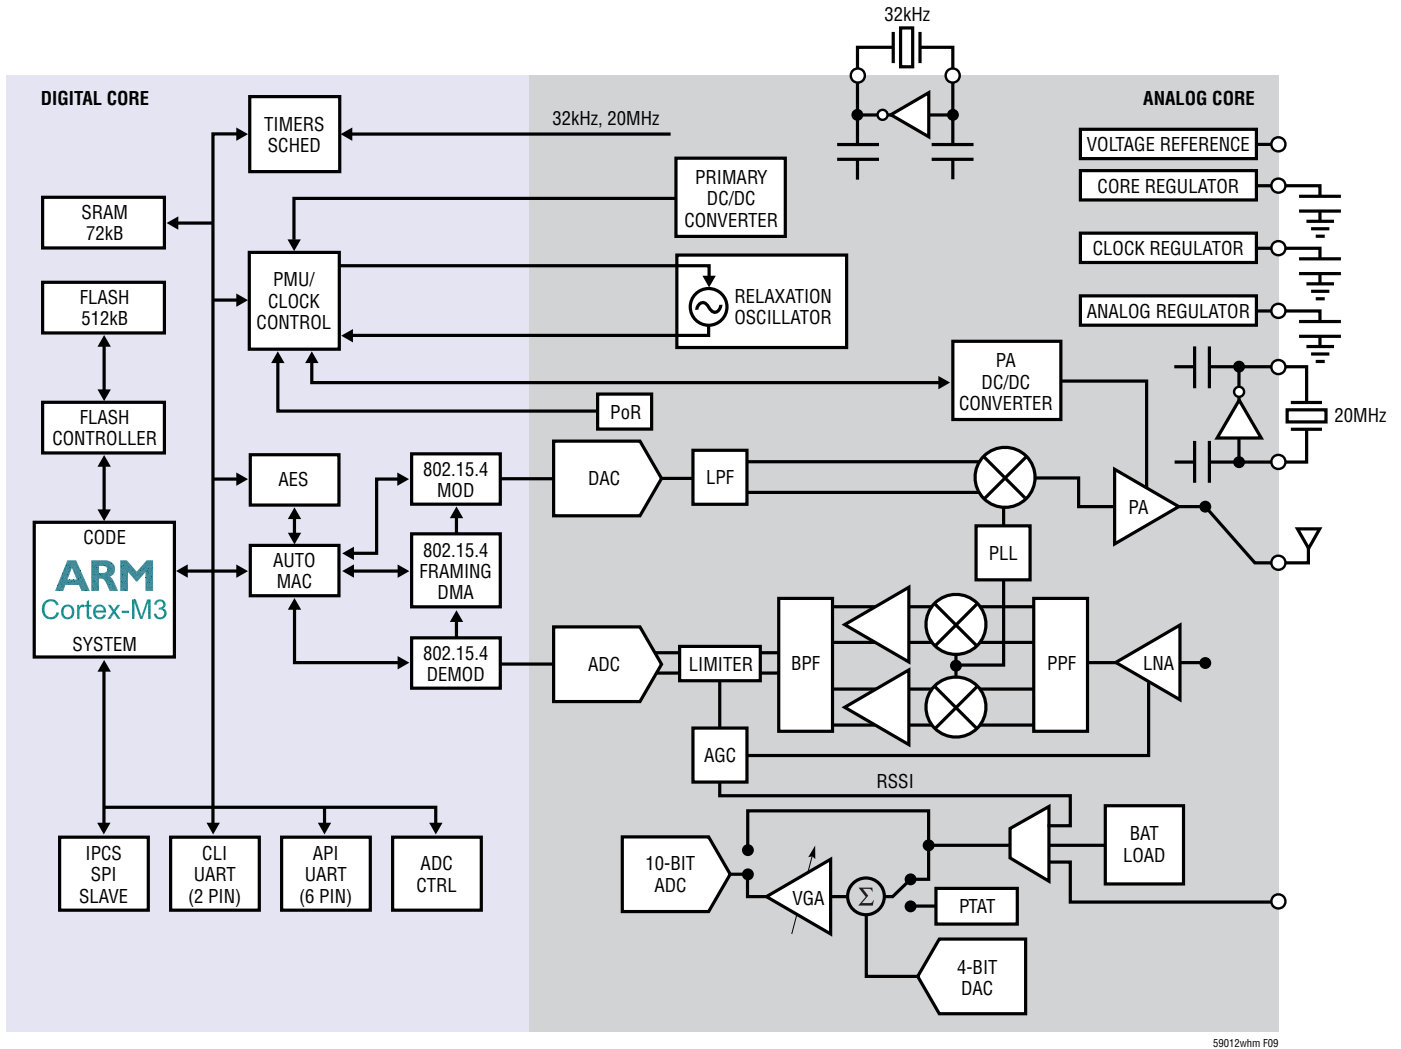 32kHz
DIGITAL CORE
ANALOG CORE
TIMERS
SCHED
32kHz, 20MHz
VOLTAGE REFERENCE
PRIMARY
DC/DC
CONVERTER
CORE REGULATOR
SRAM
72kB
CLOCK REGULATOR
PMU/
CLOCK
CONTROL
RELAXATION
OSCILLATOR
FLASH
512kB
ANALOG REGULATOR
PA
DC/DC
CONVERTER
PoR
20MHz
FLASH
CONTROLLER
AES
802.15.4
MOD
DAC
LPF
PA
CODE
ARM
Cortex-M3
SYSTEM
AUTO
MAC
802.15.4
FRAMING
DMA
PLL
802.15.4
DEMOD
ADC
LIMITER
BPF
PPF
LNA
AGC
RSSI
IPCS
SPI
SLAVE
CLI
UART
(2 PIN)
API
UART
(6 PIN)
ADC
CTRL
10-BIT
ADC
VGA
Σ
PTAT
BAT
LOAD
4-BIT
DAC
59012whm F09